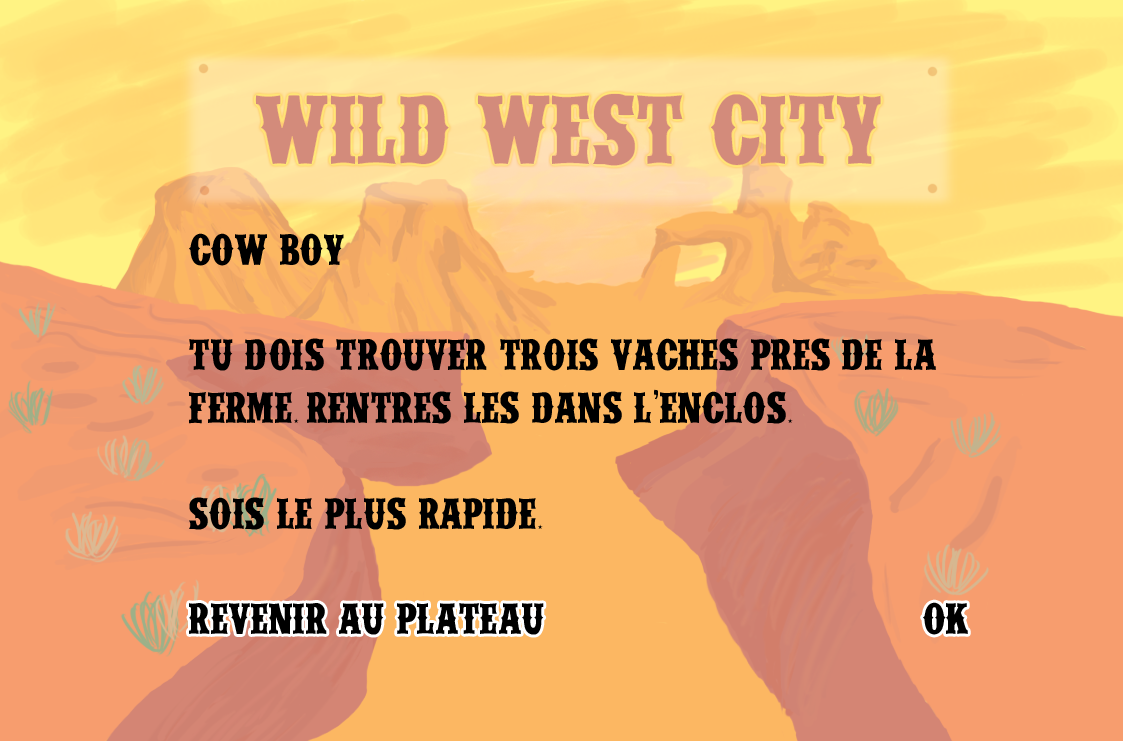 WILD WEST CITY
COW BOY
TU DOIS TROUVER TROIS VACHES PRES DE LA
FERME. RENTRES LES DANS L'ENCLOS.
SOIS LE PLUS RAPIDE.
REVENIR AU PLATEAU
OK